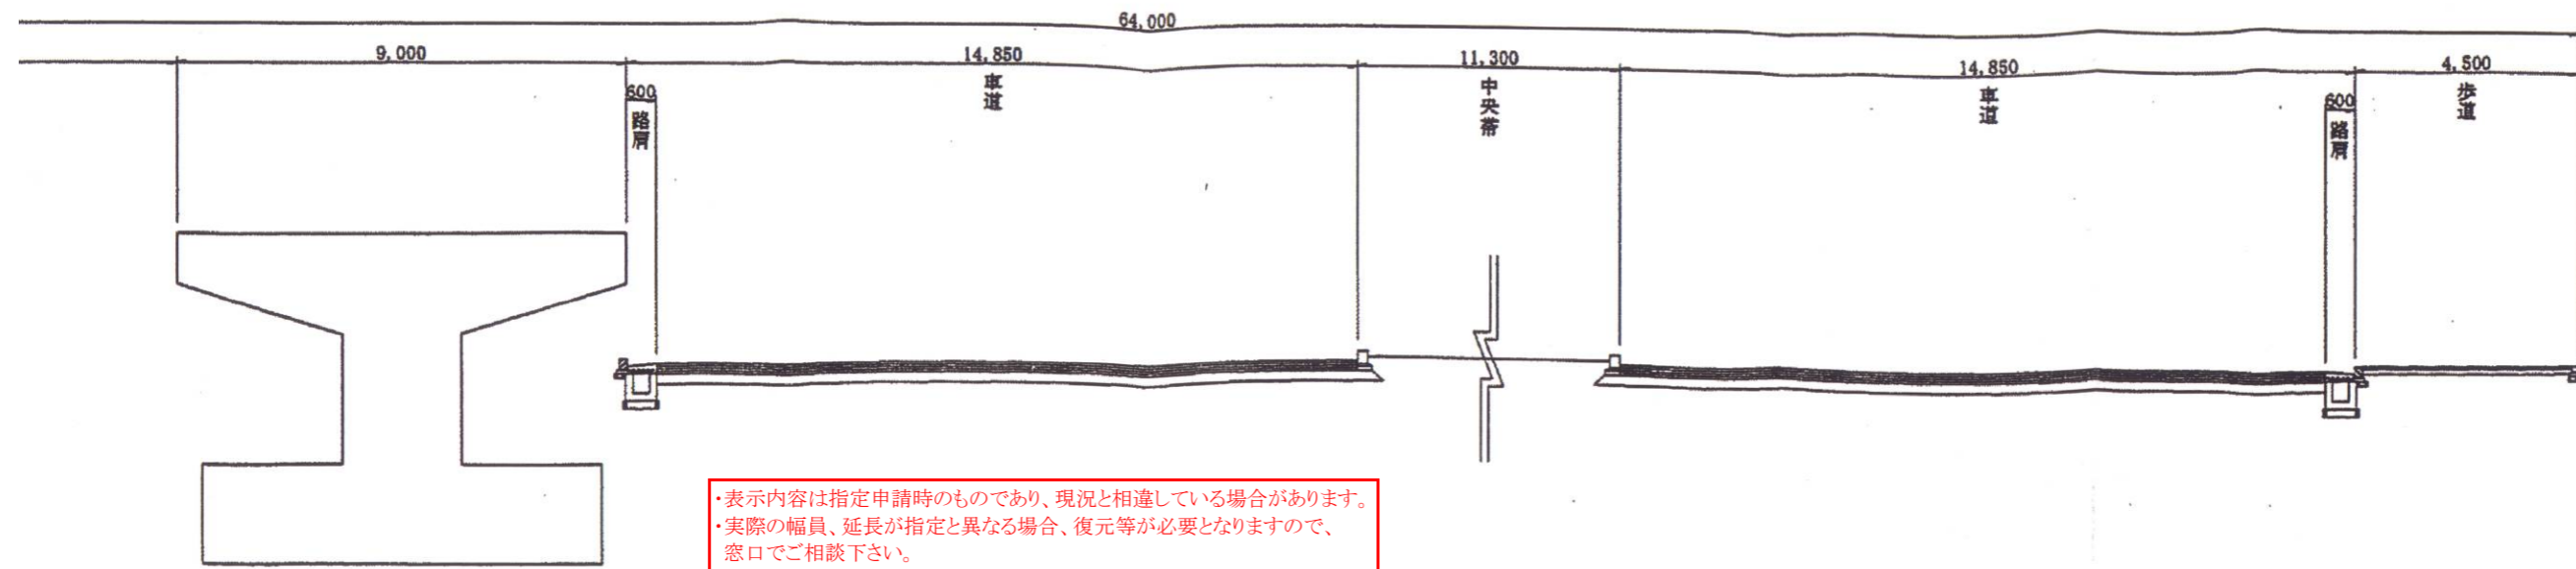 64,000
9,000
14,850
11,300
14,850
4,500
600
路肩
車道
中央帯
車道
600
路肩
歩道
・表示内容は指定申請時のものであり、現況と相違している場合があります。
・実際の幅員、延長が指定と異なる場合、復元等が必要となりますので、
窓口でご相談下さい。